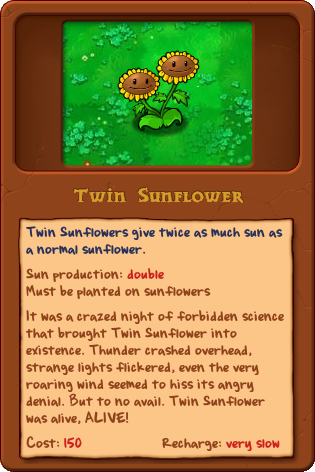 Twin Sunflower
Twin Sunflowers give twice as much sun as
a normal sunflower.
Sun production: double
Must be planted on sunflowers
It was a crazed night of forbidden science
that brought Twin Sunflower into
existence. Thunder crashed overhead,
strange lights flickered, even the very
roaring wind seemed to hiss its angry
denial. But to no avail. Twin Sunflower
was alive, ALIVE!
Cost: 150 Recharge: very slow